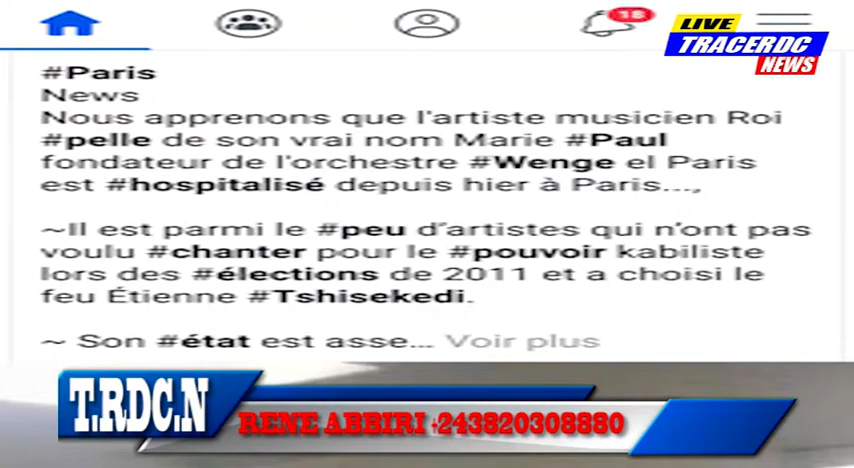 18
LIVE
TRACERDC
NEWS
#Paris
News
Nous apprenons que l'artiste musicien Roi
#pelle de son vrai nom Marie #Paul
fondateur de l'orchestre #Wenge el Paris
est #hospitalisé depuis hier à Paris...,
~Il est parmi le #peu d'artistes qui n'ont pas
voulu #chanter pour le #pouvoir kabiliste
lors des #élections de 2011 et a choisi le
feu Étienne #Tshisekedi.
~ Son #état est asse... Voir plus
T.RDC.N
RENE ABBIRI +243820308880